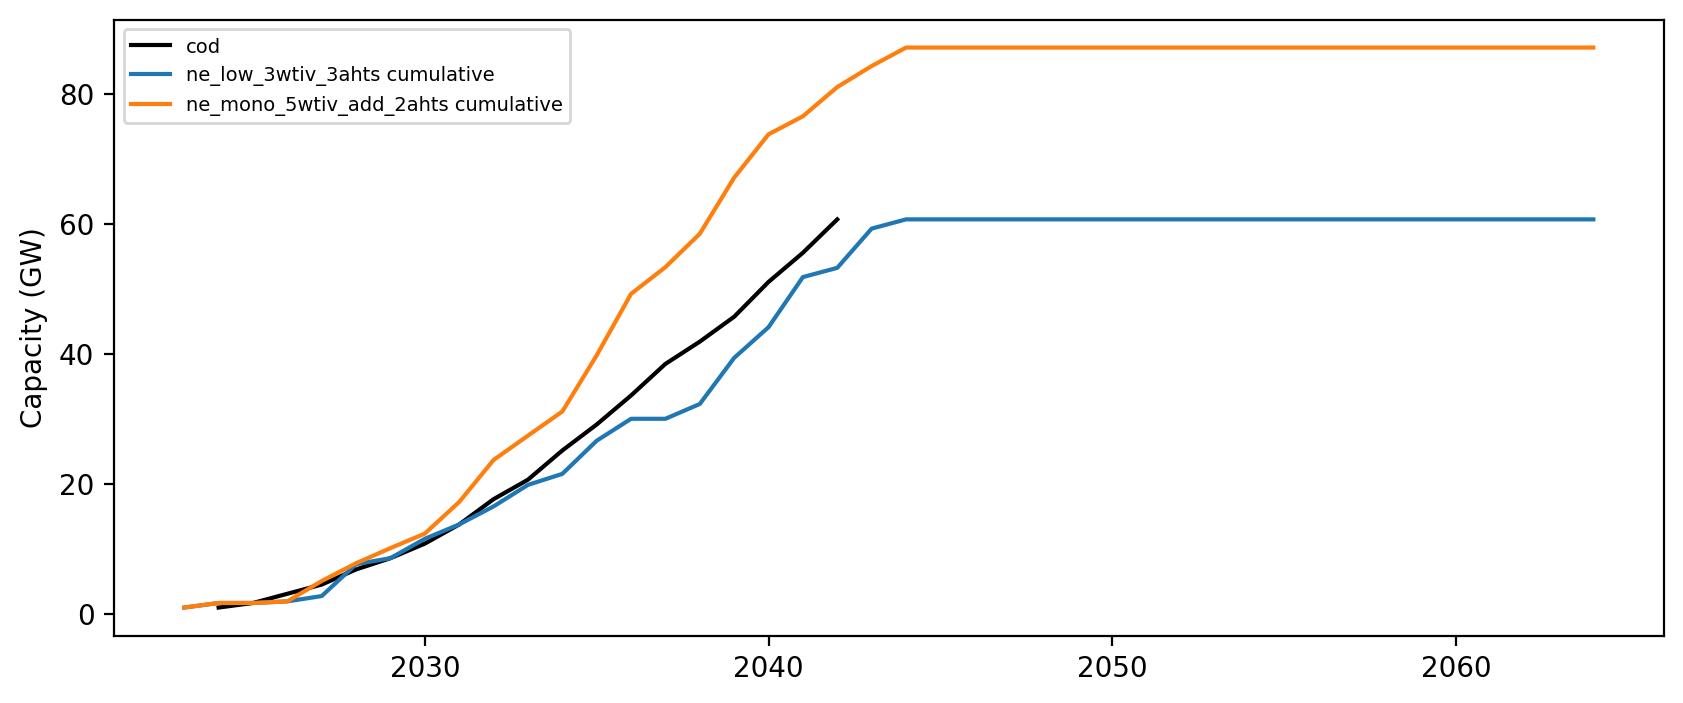 cod
ne_low_3wtiv_3ahts cumulative
ne_mono_5wtiv_add_2ahts cumulative
Capacity (GW)
80
60
40
20
0
2030 2040 2050 2060